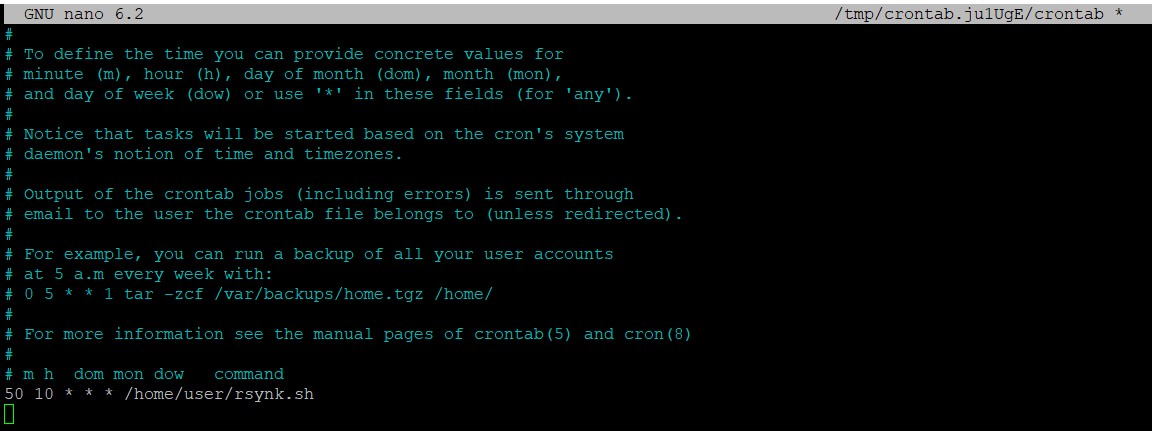 GNU nano 6.2 /tmp/crontab.ju1UgE/crontab *
#
# To define the time you can provide concrete values for
# minute (m), hour (h), day of month (dom), month (mon),
# and day of week (dow) or use '*' in these fields (for 'any').
#
# Notice that tasks will be started based on the cron's system
# daemon's notion of time and timezones.
#
# Output of the crontab jobs (including errors) is sent through
# email to the user the crontab file belongs to (unless redirected).
#
# For example, you can run a backup of all your user accounts
# at 5 a.m every week with:
# 0 5 * * 1 tar -zcf /var/backups/home.tgz /home/
#
# For more information see the manual pages of crontab(5) and cron(8)
#
# m h  dom mon dow   command
50 10 * * * /home/user/rsynk.sh